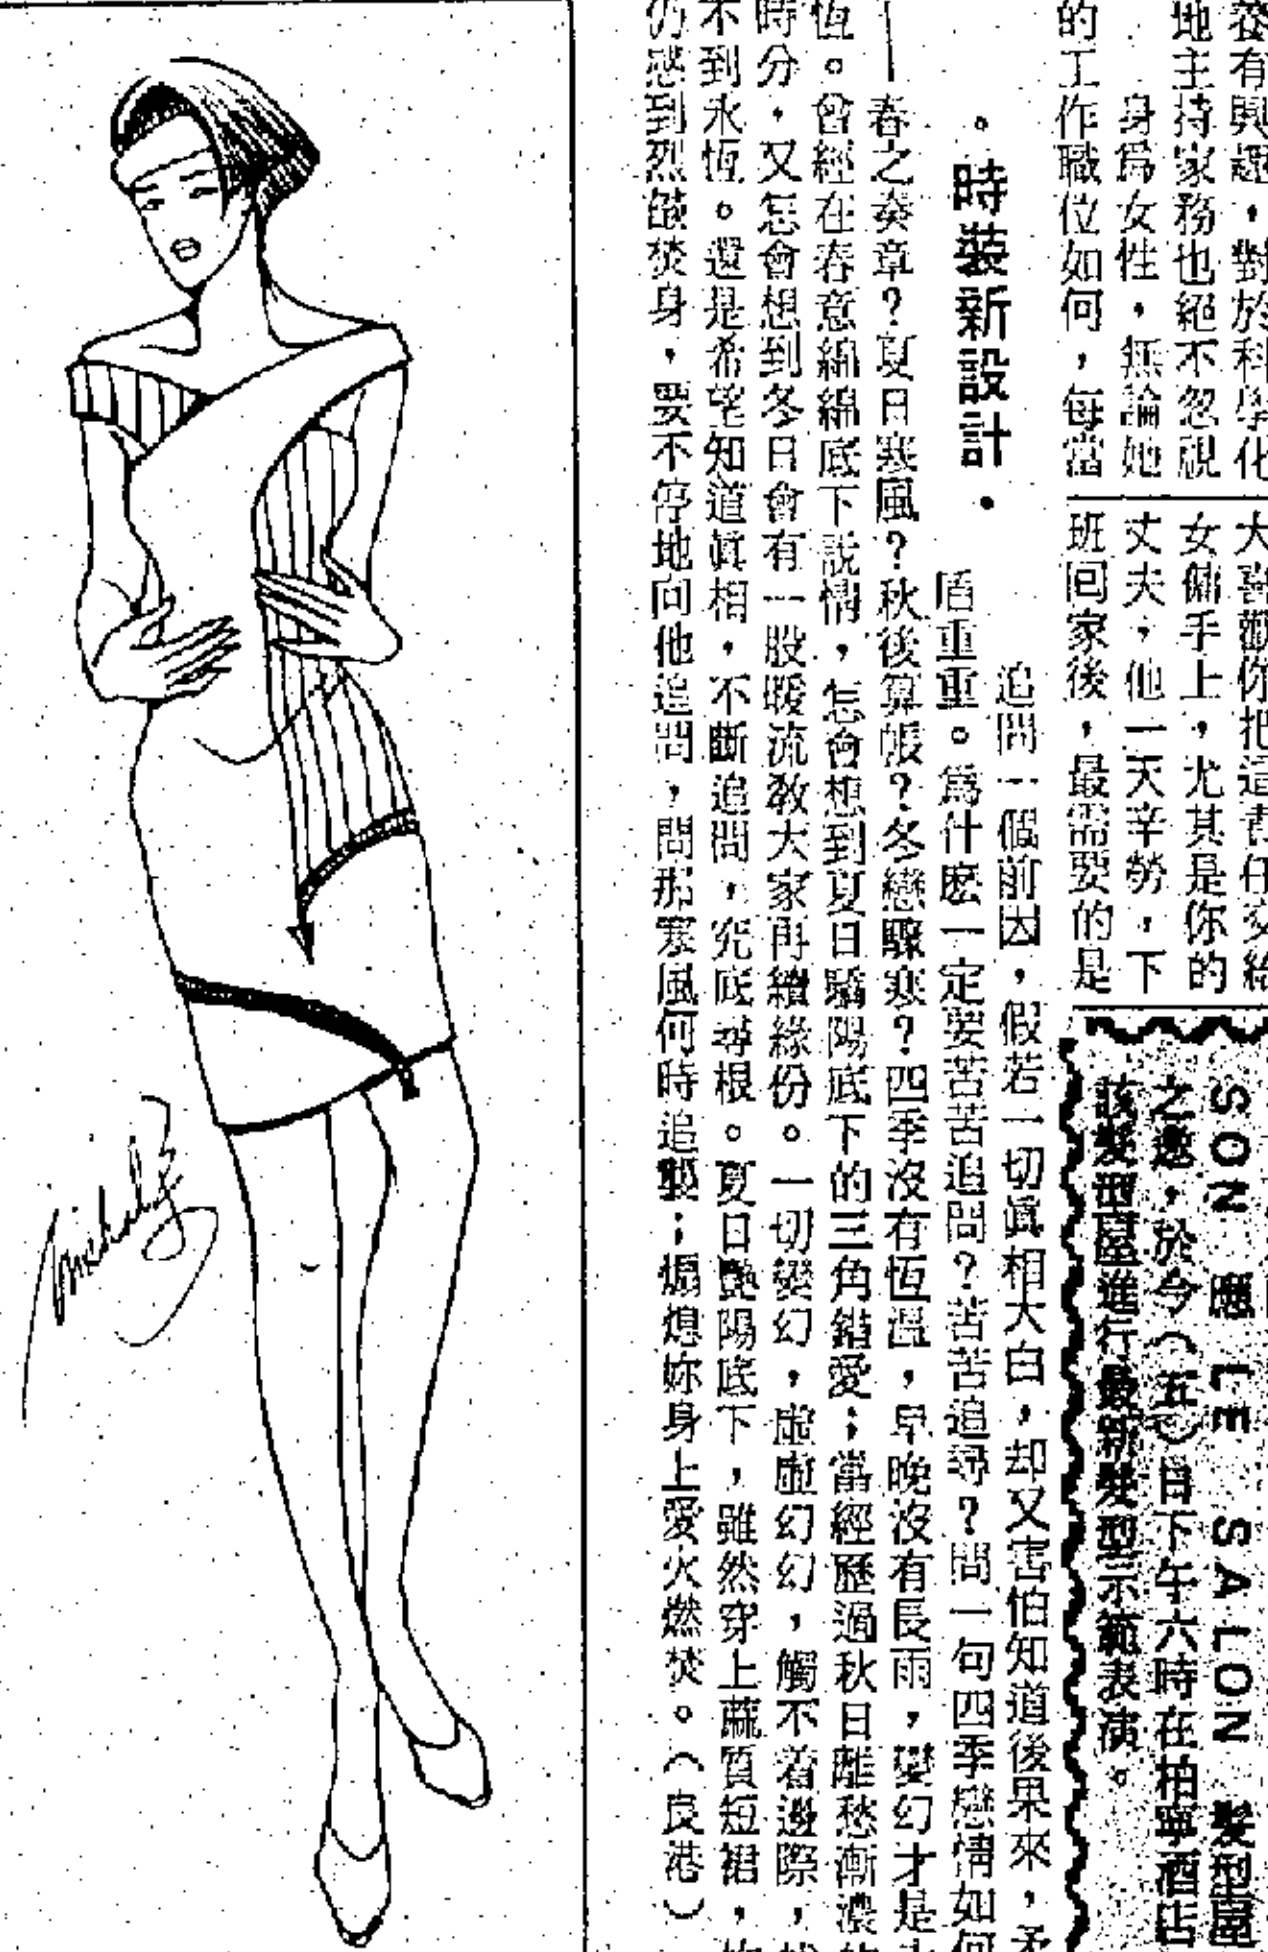 養有興趣，對於科學化
地主持家務也絕不忽視
身爲女性，無論她
的工作職位如何，每當
大喜歡你把這責任交給
女傭手上，尤其是你的
丈夫，他一天辛勞，下
班回家後，最需要的是
SON 應 LE SALON 髮型屋
之邀，於今（五）日下午六時在柏寧酒店
該髮型屋進行最新髮型示範表演。
。時裝新設計．
追問一個前因，假若一切眞相大白，却又害怕知道後果來，矛
盾重重。爲什麽一定要苦苦追問？苦苦追尋？問一句四季戀情如何
——春之奏章？夏日寒風？秋後算帳？冬戀驟寒？四季沒有恆溫，早晚沒有長雨，變幻才是永
恆。曾經在春意綿綿底下說情，怎會想到夏日驕陽底下的三角錯愛；當經歷過秋日離愁漸濃的
時分，又怎會想到冬日會有一股暖流敎大家再續緣份。一切變幻，虛虛幻幻，觸不着邊際，找
不到永恆。還是希望知道眞相，不斷追問，究底尋根。夏日艷陽底下，雖然穿上蔴質短裙，妳
仍感到烈燄焚身，要不停地向他追問，問那寒風何時追襲；煽熄妳身上愛火燃焚。（良港）